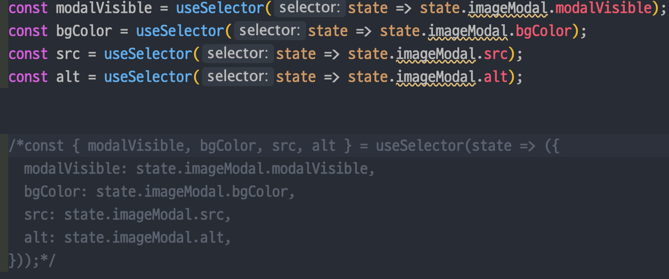 const modalVisible = useSelector( selector: state => state.imageModal.modalVisible);
const bgColor = useSelector( selector: state => state.imageModal.bgColor);
const src = useSelector( selector: state => state.imageModal.src);
const alt = useSelector( selector: state => state.imageModal.alt);
/*const { modalVisible, bgColor, src, alt } = useSelector(state => ({
  modalVisible: state.imageModal.modalVisible,
  bgColor: state.imageModal.bgColor,
  src: state.imageModal.src,
  alt: state.imageModal.alt,
}));*/